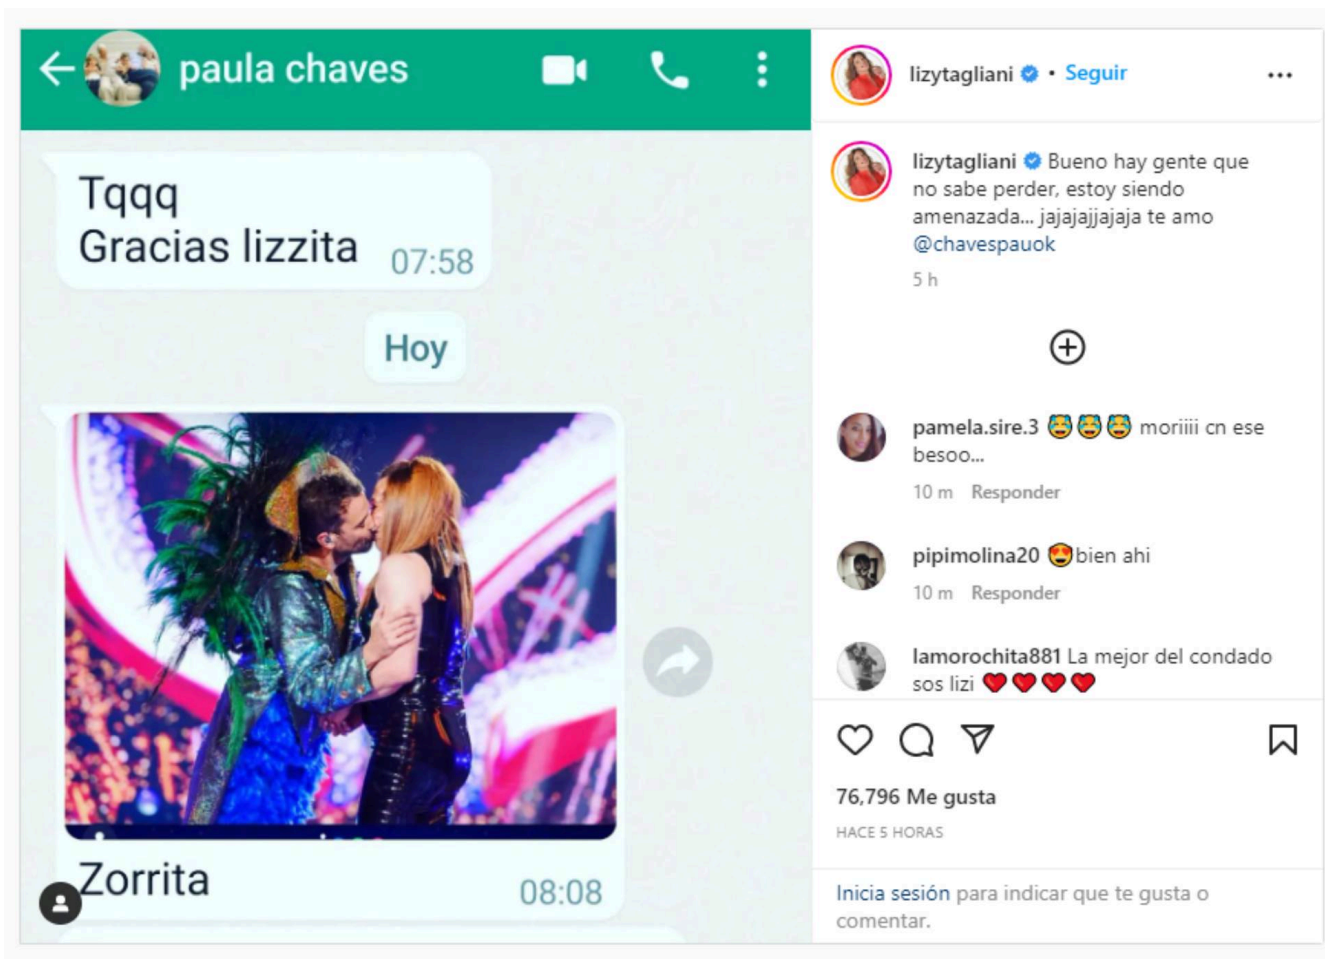 paula chaves
Tqqq
Gracias lizzita 07:58
Hoy
Zorrita 08:08
lizytagliani • Seguir
lizytagliani Bueno hay gente que
no sabe perder, estoy siendo
amenazada... jajajajjajaja te amo
@chavespauok
5 h
pamela.sire.3 😹😹😹 moriiii cn ese
besoo...
10 m Responder
pipimolina20 😍bien ahi
10 m Responder
lamorochita881 La mejor del condado
sos lizi ❤❤❤❤
76,796 Me gusta
HACE 5 HORAS
Inicia sesión para indicar que te gusta o
comentar.